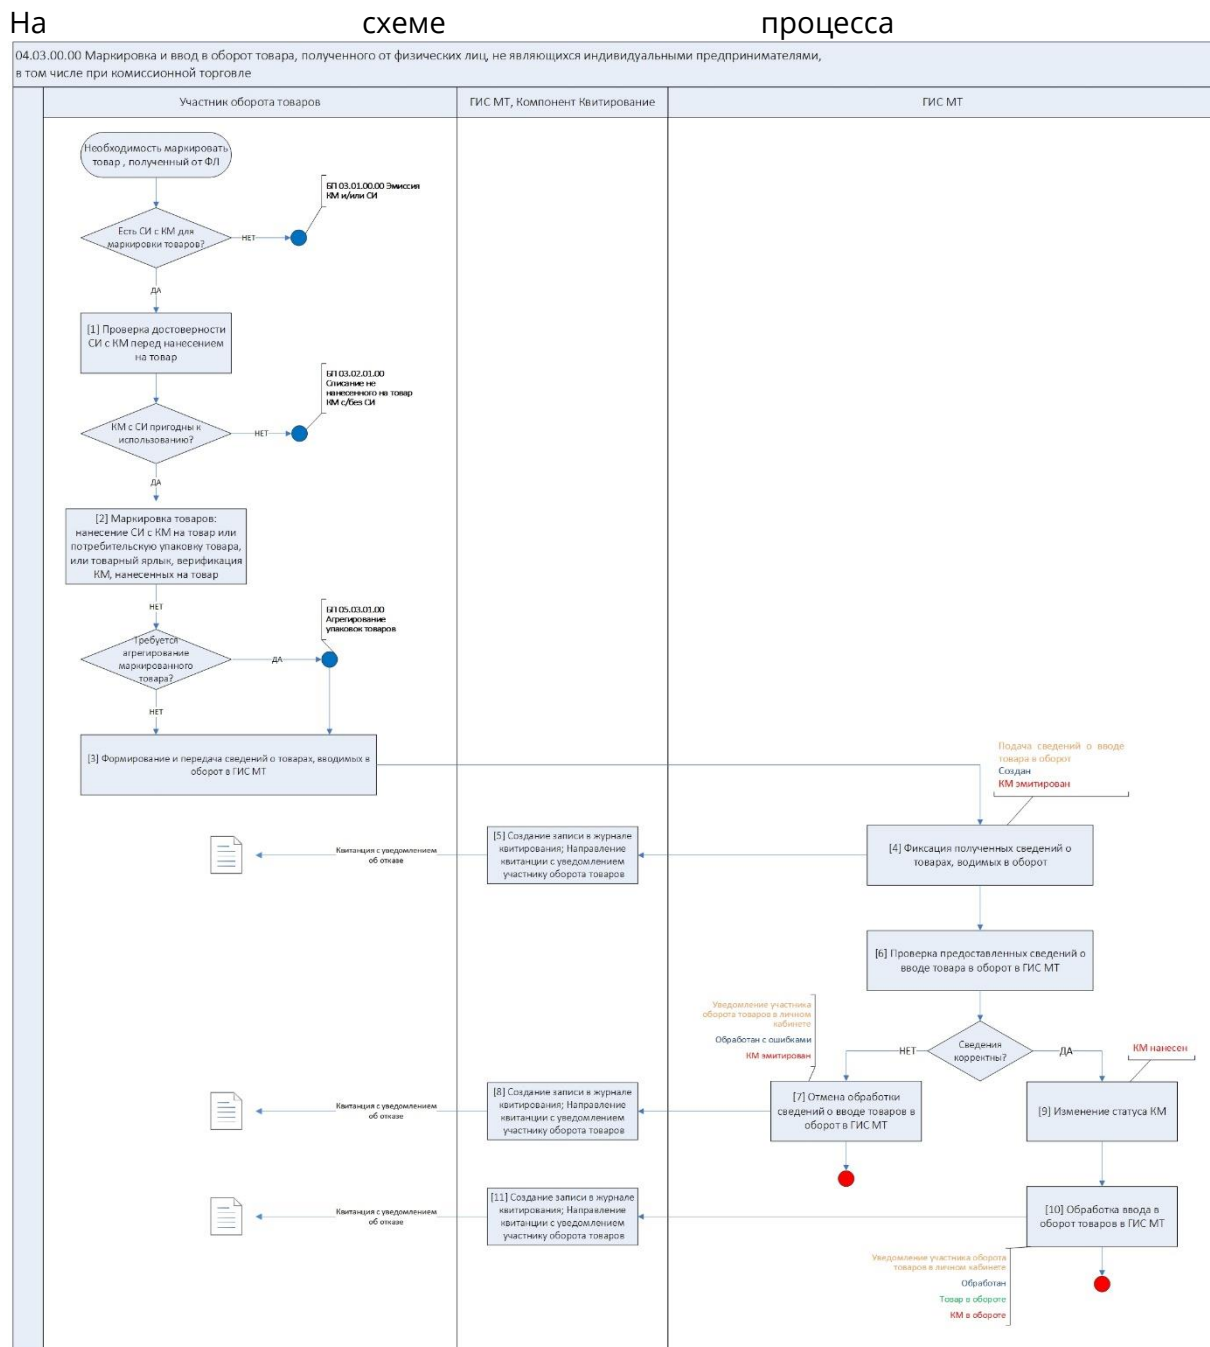 На схеме процесса
04.03.00.00 Маркировка и ввод в оборот товара, полученного от физических лиц, не являющихся индивидуальными предпринимателями,
в том числе при комиссионной торговле
Участник оборота товаров
ГИС МТ, Компонент Квитирование
ГИС МТ
Необходимость маркировать
товар , полученный от ФЛ
БП 03.01.00.00 Эмиссия
КМ и/или СИ
Есть СИ с КМ для
маркировки товаров?
НЕТ
ДА
[1] Проверка достоверности
СИ с КМ перед нанесением
на товар
БП 03.02.01.00
Списание не
нанесенного на товар
КМ с/без СИ
КМ с СИ пригодны к
использованию?
НЕТ
ДА
[2] Маркировка товаров:
нанесение СИ с КМ на товар или
потребительскую упаковку товара,
или товарный ярлык, верификация
КМ, нанесенных на товар
НЕТ
БП 05.03.01.00
Агрегирование
упаковок товаров
Требуется
агрегирование
маркированного
товара?
ДА
НЕТ
[3] Формирование и передача сведений о товарах, вводимых в
оборот в ГИС МТ
Подача сведений о вводе
товара в оборот
Создан
КМ эмитирован
[4] Фиксация полученных сведений о
товарах, водимых в оборот
[5] Создание записи в журнале
квитирования; Направление
квитанции с уведомлением
участнику оборота товаров
Квитанция с уведомлением
об отказе
[6] Проверка предоставленных сведений о
вводе товара в оборот в ГИС МТ
Уведомление участника
оборота товаров в личном
кабинете
Обработан с ошибками
КМ эмитирован
Сведения
корректны?
НЕТ
ДА
КМ нанесен
[7] Отмена обработки
сведений о вводе товаров в
оборот в ГИС МТ
[8] Создание записи в журнале
квитирования; Направление
квитанции с уведомлением
участнику оборота товаров
Квитанция с уведомлением
об отказе
[9] Изменение статуса КМ
[10] Обработка ввода в
оборот товаров в ГИС МТ
[11] Создание записи в журнале
квитирования; Направление
квитанции с уведомлением
участнику оборота товаров
Квитанция с уведомлением
об отказе
Уведомление участника оборота
товаров в личном кабинете
Обработан
Товар в обороте
КМ в обороте